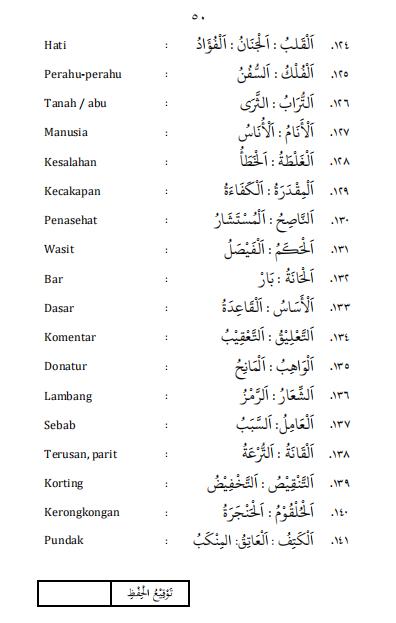 ٥٠
١٢٤. اَلْقَلْبُ : اَلْجَنَانُ : اَلْفُؤَادُ : Hati
١٢٥. اَلْفُلْكُ : اَلسُّفُنُ : Perahu-perahu
١٢٦. اَلتُّرَابُ : اَلثَّرَى : Tanah / abu
١٢٧. اَلْأَنَامُ : اَلْأُنَاسُ : Manusia
١٢٨. اَلْغَلْطَةُ : اَلْخَطَأُ : Kesalahan
١٢٩. اَلْمِقْدَرَةُ : اَلْكَفَاءَةُ : Kecakapan
١٣٠. اَلنَّاصِحُ : اَلْمُسْتَشَارُ : Penasehat
١٣١. اَلْحَكَمُ : اَلْفَيْصَلُ : Wasit
١٣٢. اَلْحَانَةُ : بَارْ : Bar
١٣٣. اَلْأَسَاسُ : اَلْقَاعِدَةُ : Dasar
١٣٤. اَلتَّعْلِيْقُ : اَلتَّعْقِيْبُ : Komentar
١٣٥. اَلْوَاهِبُ : اَلْمَانِحُ : Donatur
١٣٦. اَلشِّعَارُ : اَلرَّمْزُ : Lambang
١٣٧. اَلْعَامِلُ : اَلسَّبَبُ : Sebab
١٣٨. اَلْقَانَةُ : اَلتُّرْعَةُ : Terusan, parit
١٣٩. اَلتَّنْقِيْصُ : اَلتَّخْفِيْضُ : Korting
١٤٠. اَلْحُلْقُوْمُ : اَلْحَنْجَرَةُ : Kerongkongan
١٤١. اَلْكَتِفُ : اَلْعَاتِقُ : المِنْكَبُ : Pundak
تَوْقِيْعُ الْحِفْظِ